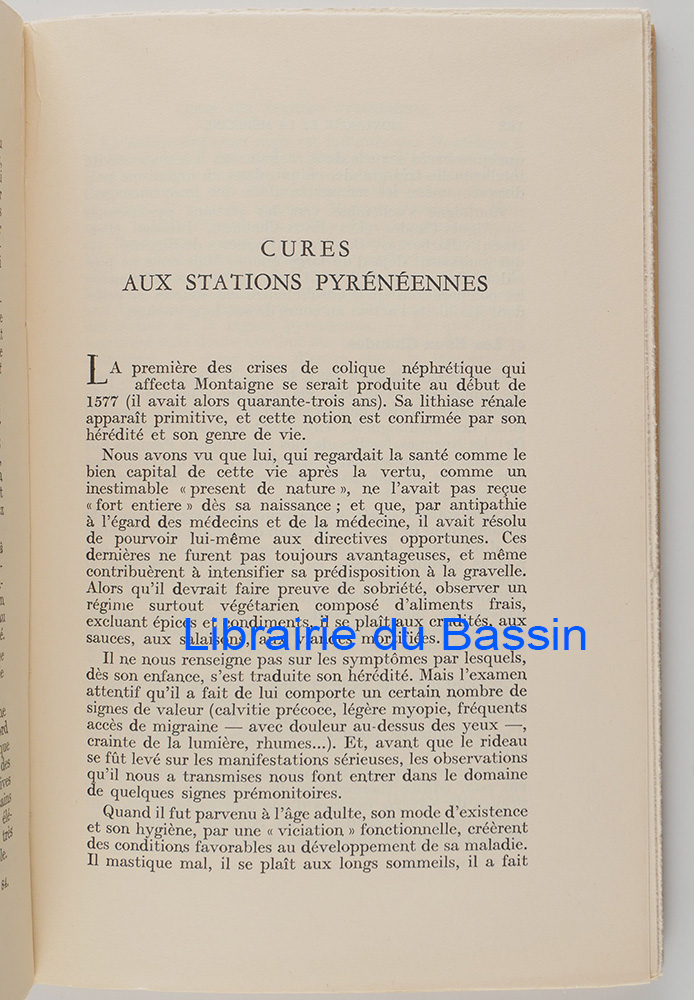 CURES
AUX STATIONS PYRÉNÉENNES
LA première des crises de colique néphrétique qui
affecta Montaigne se serait produite au début de
1577 (il avait alors quarante-trois ans). Sa lithiase rénale
apparaît primitive, et cette notion est confirmée par son
hérédité et son genre de vie.
Nous avons vu que lui, qui regardait la santé comme le
bien capital de cette vie après la vertu, comme un
inestimable « present de nature », ne l'avait pas reçue
« fort entiere » dès sa naissance ; et que, par antipathie
à l'égard des médecins et de la médecine, il avait résolu
de pourvoir lui-même aux directives opportunes. Ces
dernières ne furent pas toujours avantageuses, et même
contribuèrent à intensifier sa prédisposition à la gravelle.
Alors qu'il devrait faire preuve de sobriété, observer un
régime surtout végétarien composé d'aliments frais,
excluant épices et condiments, il se plaît aux crudités, aux
sauces, aux salaisons, aux viandes mortifiées.
Librairie du Bassin
Il ne nous renseigne pas sur les symptômes par lesquels,
dès son enfance, s'est traduite son hérédité. Mais l'examen
attentif qu'il a fait de lui comporte un certain nombre de
signes de valeur (calvitie précoce, légère myopie, fréquents
accès de migraine — avec douleur au-dessus des yeux —,
crainte de la lumière, rhumes...). Et, avant que le rideau
se fût levé sur les manifestations sérieuses, les observations
qu'il nous a transmises nous font entrer dans le domaine
de quelques signes prémonitoires.
Quand il fut parvenu à l'âge adulte, son mode d'existence
et son hygiène, par une « viciation » fonctionnelle, créèrent
des conditions favorables au développement de sa maladie.
Il mastique mal, il se plaît aux longs sommeils, il a fait